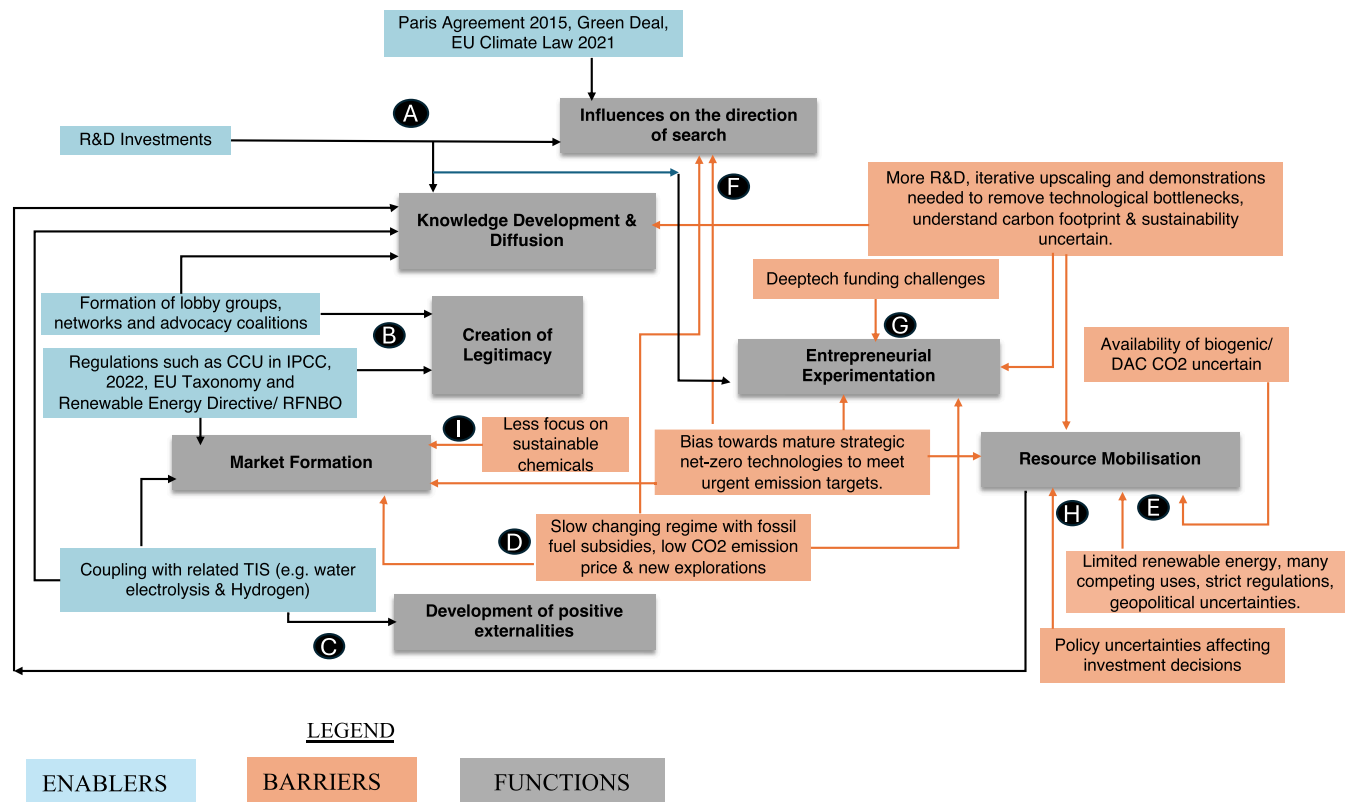 Paris Agreement 2015, Green Deal,
EU Climate Law 2021
A
Influences on the direction
of search
R&D Investments
F
More R&D, iterative upscaling and demonstrations
needed to remove technological bottlenecks,
understand carbon footprint & sustainability
uncertain.
Knowledge Development &
Diffusion
Deeptech funding challenges
Formation of lobby groups,
networks and advocacy coalitions
B
Creation of
Legitimacy
G
Entrepreneurial
Experimentation
Availability of biogenic/
DAC CO2 uncertain
Regulations such as CCU in IPCC,
2022, EU Taxonomy and
Renewable Energy Directive/ RFNBO
I
Less focus on
sustainable
chemicals
Market Formation
Bias towards mature strategic
net-zero technologies to meet
urgent emission targets.
Resource Mobilisation
H
E
D
Slow changing regime with fossil
fuel subsidies, low CO2 emission
price & new explorations
Coupling with related TIS (e.g. water
electrolysis & Hydrogen)
Limited renewable energy, many
competing uses, strict regulations,
geopolitical uncertainties.
Development of positive
externalities
C
Policy uncertainties affecting
investment decisions
LEGEND
ENABLERS
BARRIERS
FUNCTIONS